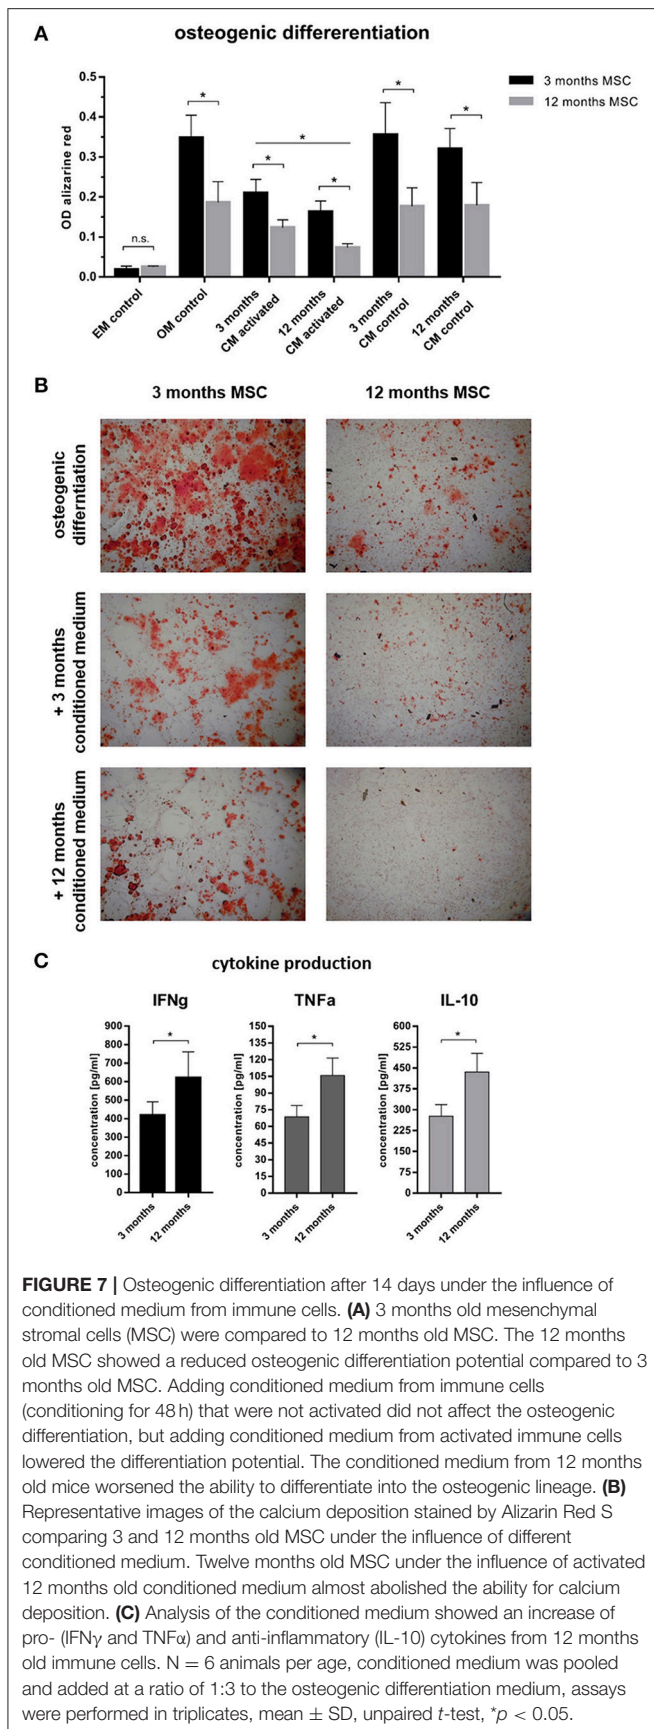 A
osteogenic differerentiation
0.5
0.4
0.3
0.2
0.1
0.0
OD alizarine red
n.s.
*
*
*
*
*
*
3 months MSC
12 months MSC
EM control
OM control
3 months
CM activated
12 months
CM activated
3 months
CM control
12 months
CM control
B
3 months MSC
12 months MSC
osteogenic
differntiation
+ 3 months
conditioned medium
+ 12 months
conditioned medium
C
cytokine production
IFNg
concentration [pg/ml]
900
800
700
600
500
400
300
200
100
0
*
3 months
12 months
TNFa
concentration [pg/ml]
150
135
120
105
90
75
60
45
30
15
0
*
3 months
12 months
IL-10
concentration [pg/ml]
600
525
450
375
300
225
150
75
0
*
3 months
12 months
FIGURE 7 | Osteogenic differentiation after 14 days under the influence of
conditioned medium from immune cells. (A) 3 months old mesenchymal
stromal cells (MSC) were compared to 12 months old MSC. The 12 months
old MSC showed a reduced osteogenic differentiation potential compared to 3
months old MSC. Adding conditioned medium from immune cells
(conditioning for 48 h) that were not activated did not affect the osteogenic
differentiation, but adding conditioned medium from activated immune cells
lowered the differentiation potential. The conditioned medium from 12 months
old mice worsened the ability to differentiate into the osteogenic lineage. (B)
Representative images of the calcium deposition stained by Alizarin Red S
comparing 3 and 12 months old MSC under the influence of different
conditioned medium. Twelve months old MSC under the influence of activated
12 months old conditioned medium almost abolished the ability for calcium
deposition. (C) Analysis of the conditioned medium showed an increase of
pro- (IFNγ and TNFα) and anti-inflammatory (IL-10) cytokines from 12 months
old immune cells. N = 6 animals per age, conditioned medium was pooled
and added at a ratio of 1:3 to the osteogenic differentiation medium, assays
were performed in triplicates, mean ± SD, unpaired t-test, *p < 0.05.